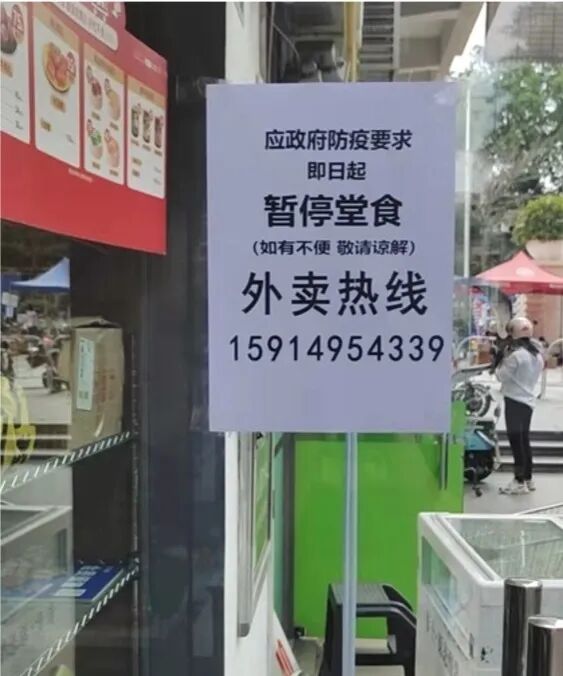 应政府防疫要求
即日起
暂停堂食
（如有不便 敬请谅解）
外卖热线
15914954339